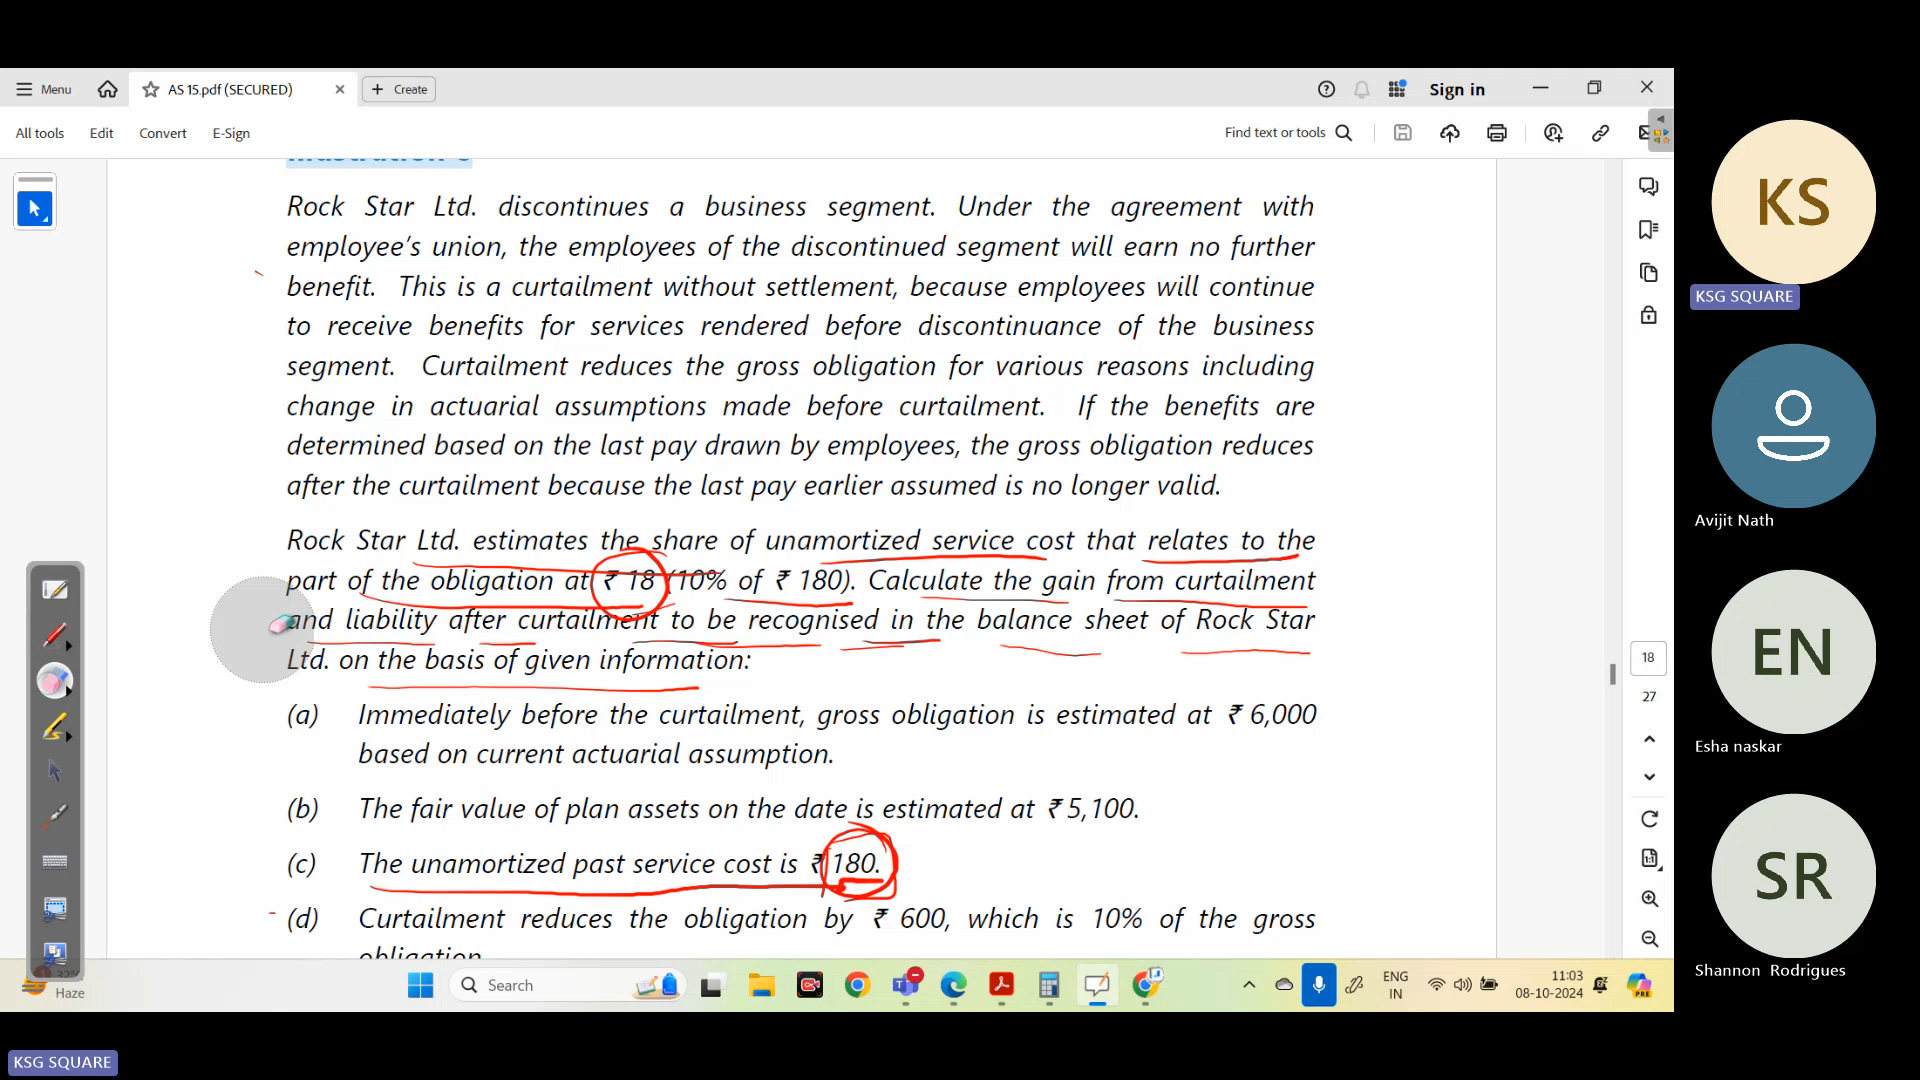 Menu
AS 15.pdf (SECURED)
Create
Sign in
All tools
Edit
Convert
E-Sign
Find text or tools
Rock Star Ltd. discontinues a business segment. Under the agreement with
employee's union, the employees of the discontinued segment will earn no further
benefit. This is a curtailment without settlement, because employees will continue
to receive benefits for services rendered before discontinuance of the business
segment. Curtailment reduces the gross obligation for various reasons including
change in actuarial assumptions made before curtailment. If the benefits are
determined based on the last pay drawn by employees, the gross obligation reduces
after the curtailment because the last pay earlier assumed is no longer valid.
Rock Star Ltd. estimates the share of unamortized service cost that relates to the
part of the obligation at ₹ 18 (10% of ₹ 180). Calculate the gain from curtailment
and liability after curtailment to be recognised in the balance sheet of Rock Star
Ltd. on the basis of given information:
(a) Immediately before the curtailment, gross obligation is estimated at ₹ 6,000
based on current actuarial assumption.
(b) The fair value of plan assets on the date is estimated at ₹ 5,100.
(c) The unamortized past service cost is ₹ 180.
(d) Curtailment reduces the obligation by ₹ 600, which is 10% of the gross
obligation.
18
27
KS
KSG SQUARE
Avijit Nath
EN
Esha naskar
SR
Shannon Rodrigues
Haze
Search
ENG
IN
11:03
08-10-2024
PRE
KSG SQUARE